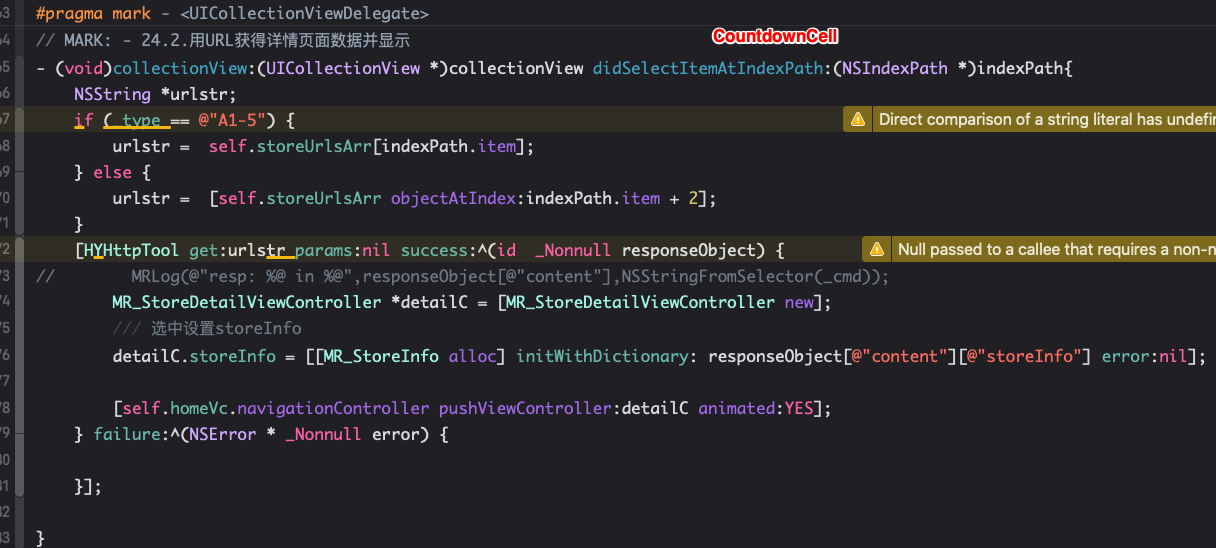 63 #pragma mark - <UICollectionViewDelegate>
64 // MARK: - 24.2.用URL获得详情页面数据并显示
CountdownCell
65 - (void)collectionView:(UICollectionView *)collectionView didSelectItemAtIndexPath:(NSIndexPath *)indexPath{
66 NSString *urlstr;
67 if (_type == @"A1-5") {
Direct comparison of a string literal has undefin
68 urlstr =  self.storeUrlsArr[indexPath.item];
69 } else {
70 urlstr =  [self.storeUrlsArr objectAtIndex:indexPath.item + 2];
71 }
72 [HYHttpTool get:urlstr params:nil success:^(id  _Nonnull responseObject) {
Null passed to a callee that requires a non-n
73 //        MRLog(@"resp: %@ in %@",responseObject[@"content"],NSStringFromSelector(_cmd));
74 MR_StoreDetailViewController *detailC = [MR_StoreDetailViewController new];
75 /// 选中设置storeInfo
76 detailC.storeInfo = [[MR_StoreInfo alloc] initWithDictionary: responseObject[@"content"][@"storeInfo"] error:nil];
77
78 [self.homeVc.navigationController pushViewController:detailC animated:YES];
79 } failure:^(NSError * _Nonnull error) {
80
81 }];
82
83 }